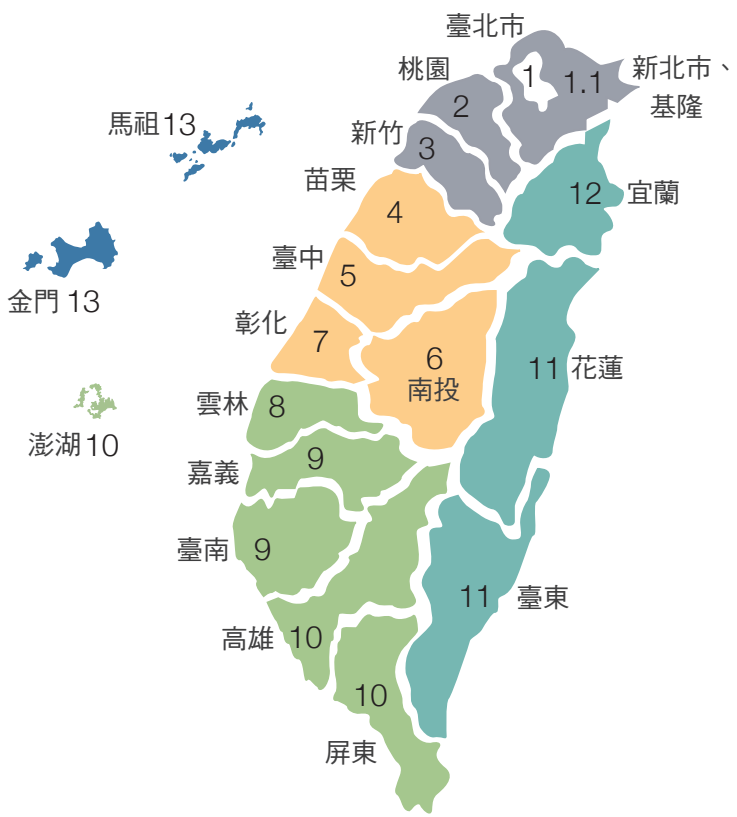 臺北市
1
1.1
新北市、
基隆
桃園
2
新竹
3
馬祖13
苗栗
4
12 宜蘭
臺中
5
金門 13
彰化
7
6
南投
11 花蓮
雲林
8
澎湖10
嘉義
9
臺南
9
11
臺東
高雄 10
10
屏東